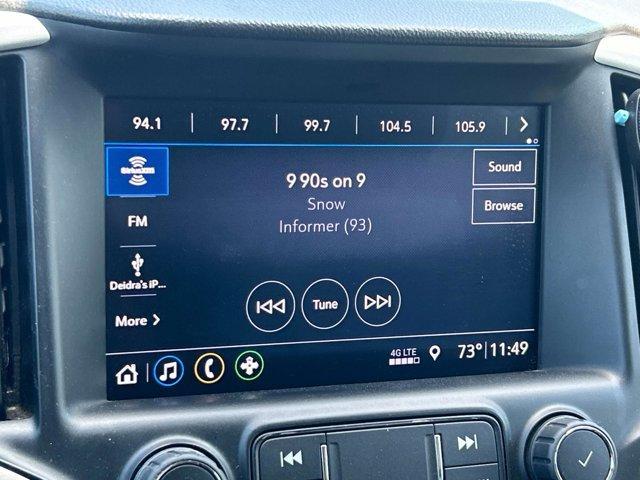 94.1 97.7 99.7 104.5 105.9
SiriusXM
FM
Deidra's iP...
More
9 90s on 9
Snow
Informer (93)
Sound
Browse
Tune
4G LTE
73° 11:49